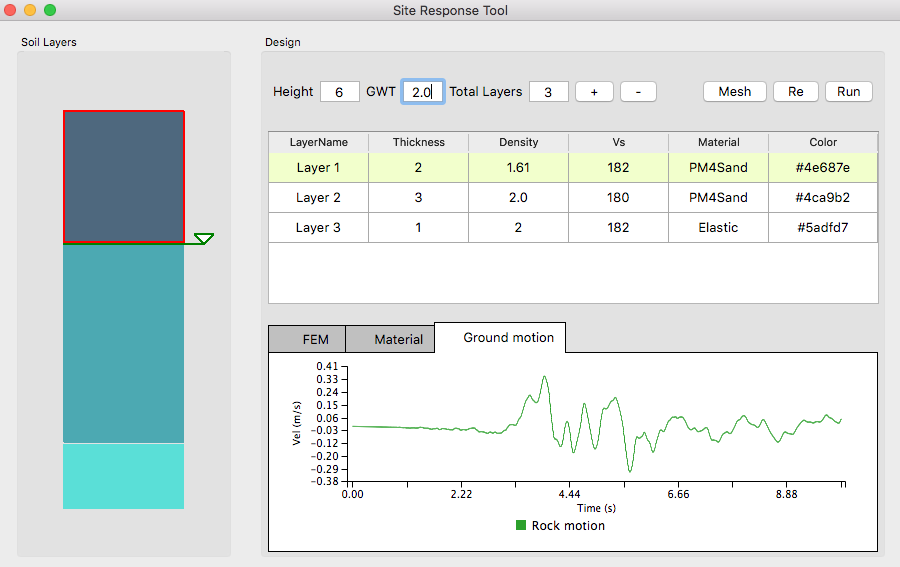 Site Response Tool
Soil Layers
Design
Height 6 GWT 2.0 Total Layers 3 + - Mesh Re Run
LayerName Thickness Density Vs Material Color
Layer 1 2 1.61 182 PM4Sand #4e687e
Layer 2 3 2.0 180 PM4Sand #4ca9b2
Layer 3 1 2 182 Elastic #5adfd7
FEM Material Ground motion
0.41
0.33
0.24
0.15
0.06
-0.03
-0.12
-0.20
-0.29
-0.38
Vel (m/s)
0.00 2.22 4.44 6.66 8.88
Time (s)
Rock motion